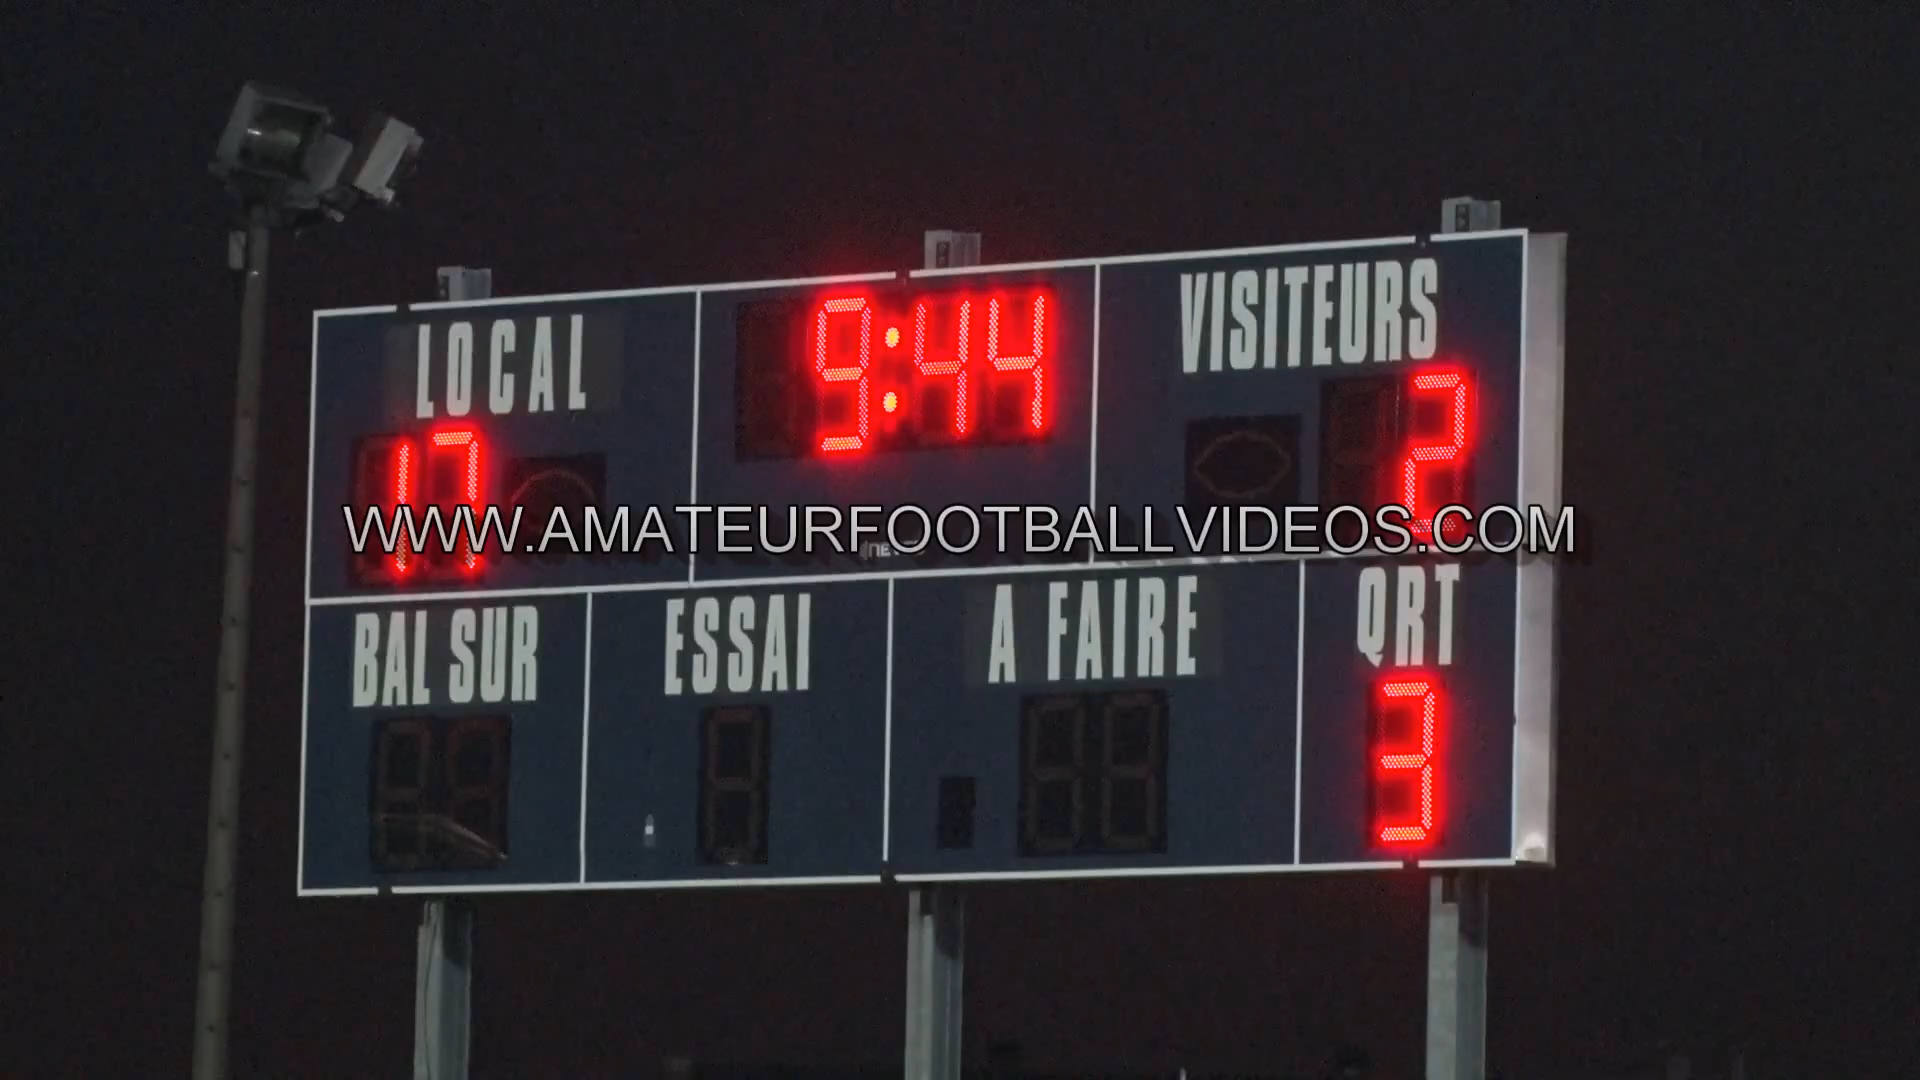 LOCAL 9:44 VISITEURS
17 2
WWW.AMATEURFOOTBALLVIDEOS.COM
BAL SUR ESSAI A FAIRE QRT
3